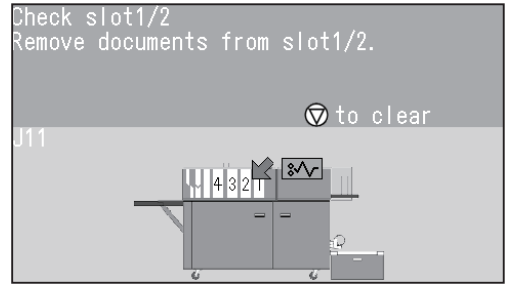 Check slot1/2
Remove documents from slot1/2.
to clear
J11
4 3 2 1